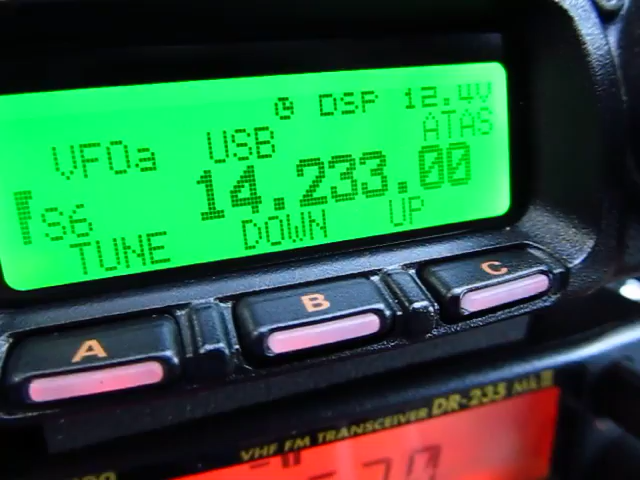 DSP 12.4V
VFOa USB ATAS
14.233.00
S6
TUNE DOWN UP
A B C
VHF FM TRANSCEIVER DR-235 MkIII